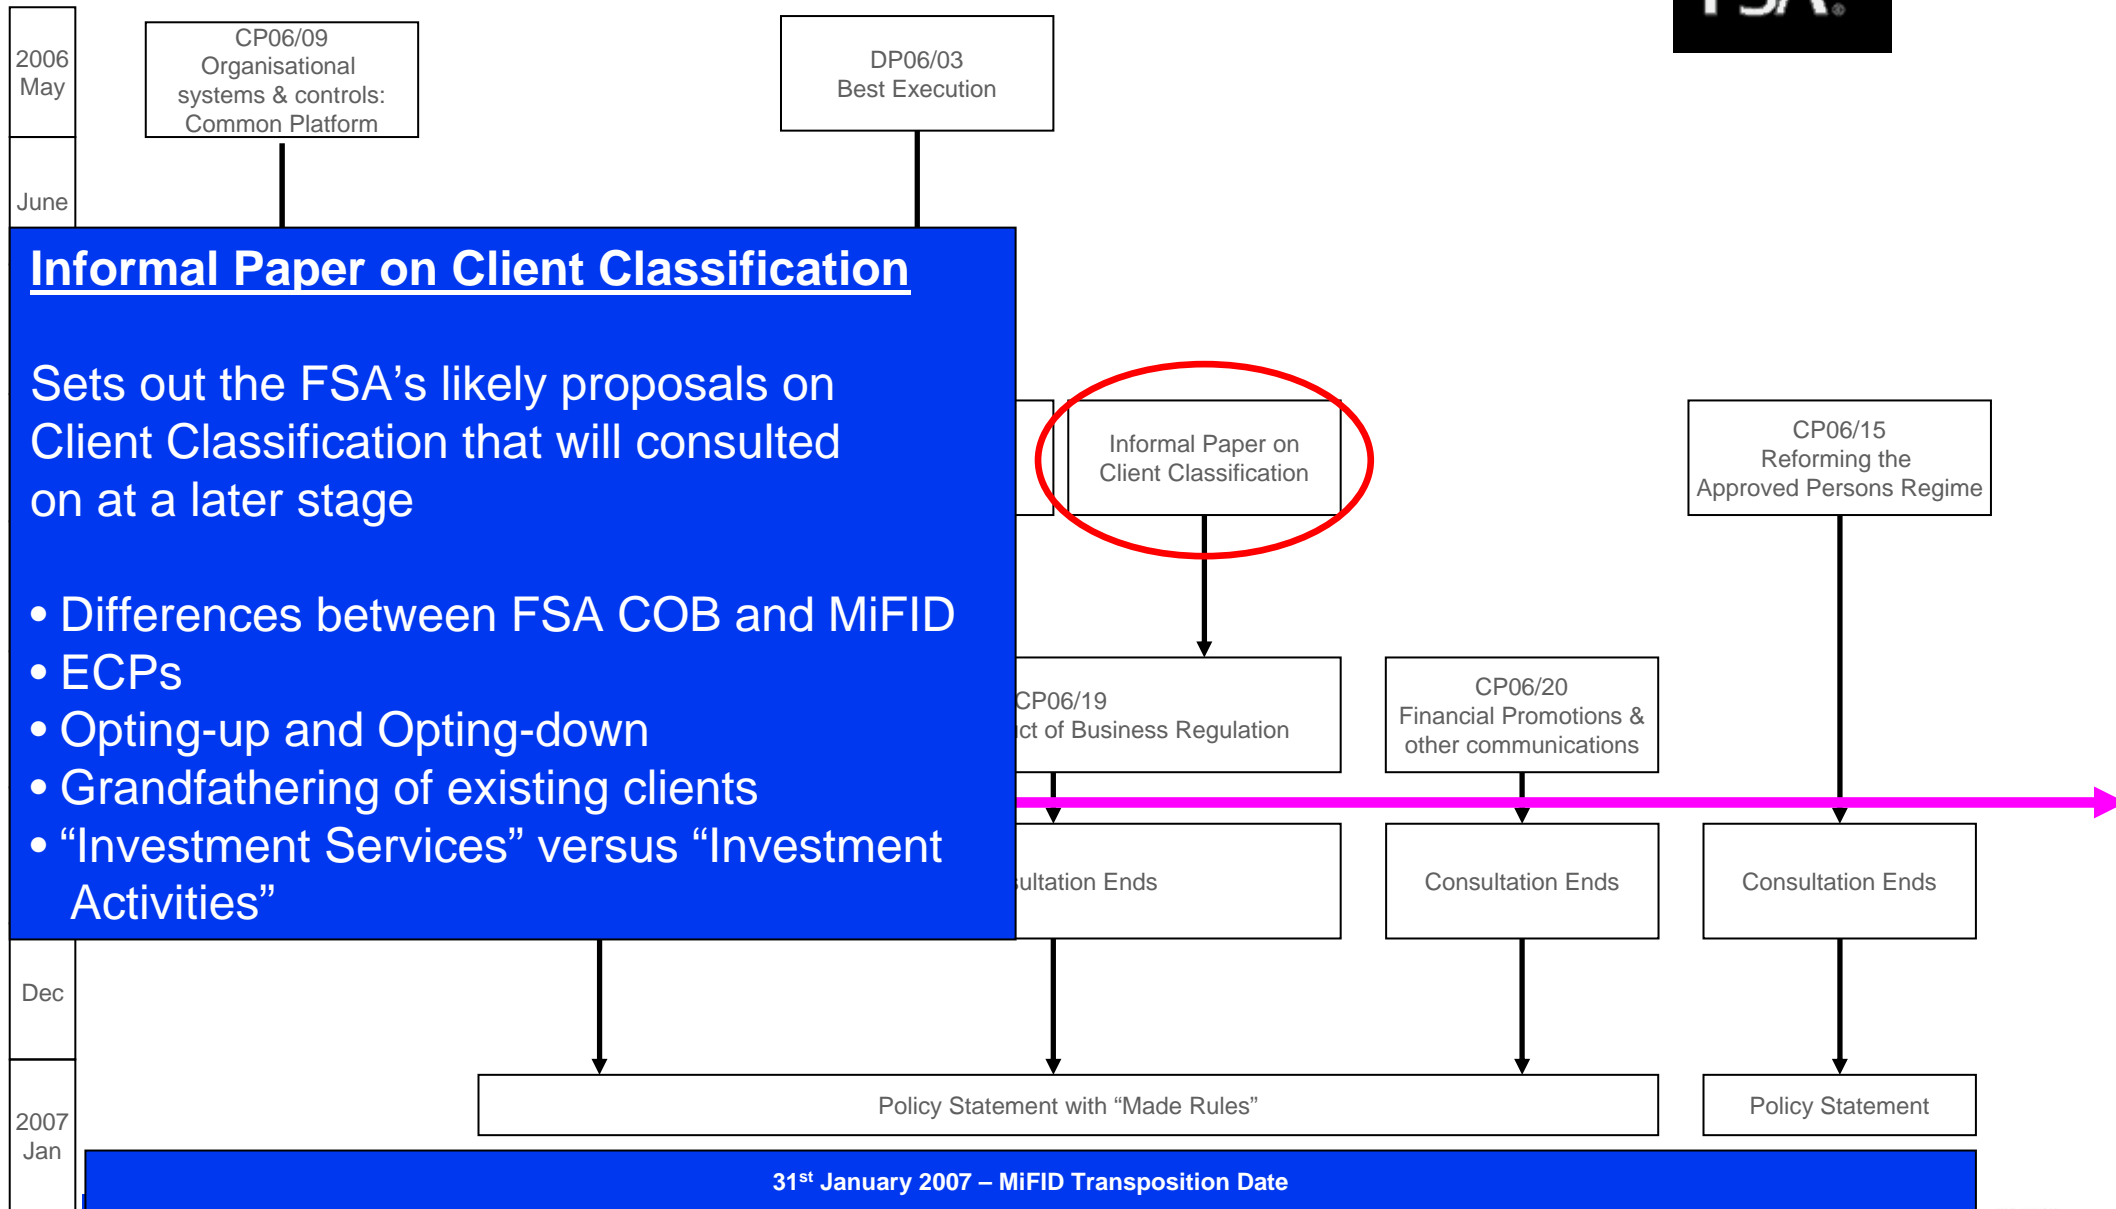 FSA
2006
May
CP06/09
Organisational
systems & controls:
Common Platform
DP06/03
Best Execution
June
Informal Paper on Client Classification
Sets out the FSA’s likely proposals on
Client Classification that will consulted
on at a later stage
• Differences between FSA COB and MiFID
• ECPs
• Opting-up and Opting-down
• Grandfathering of existing clients
• “Investment Services” versus “Investment
Activities”
Informal Paper on
Client Classification
CP06/15
Reforming the
Approved Persons Regime
CP06/19
of Business Regulation
CP06/20
Financial Promotions &
other communications
Ends
Consultation Ends
Consultation Ends
Dec
Policy Statement with “Made Rules”
Policy Statement
2007
Jan
31st January 2007 – MiFID Transposition Date